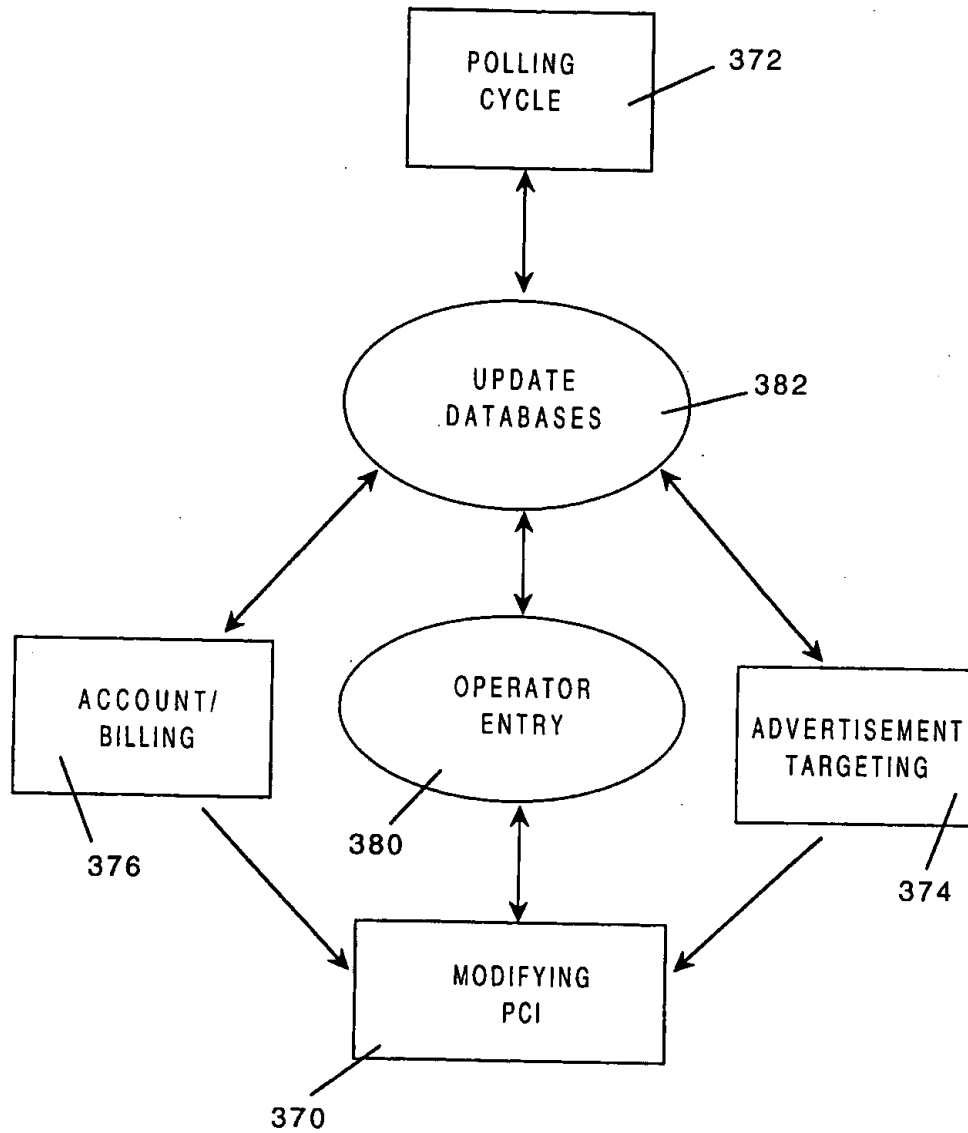 POLLING
CYCLE
372
UPDATE
DATABASES
382
ACCOUNT/
BILLING
376
OPERATOR
ENTRY
380
ADVERTISEMENT
TARGETING
374
MODIFYING
PCI
370